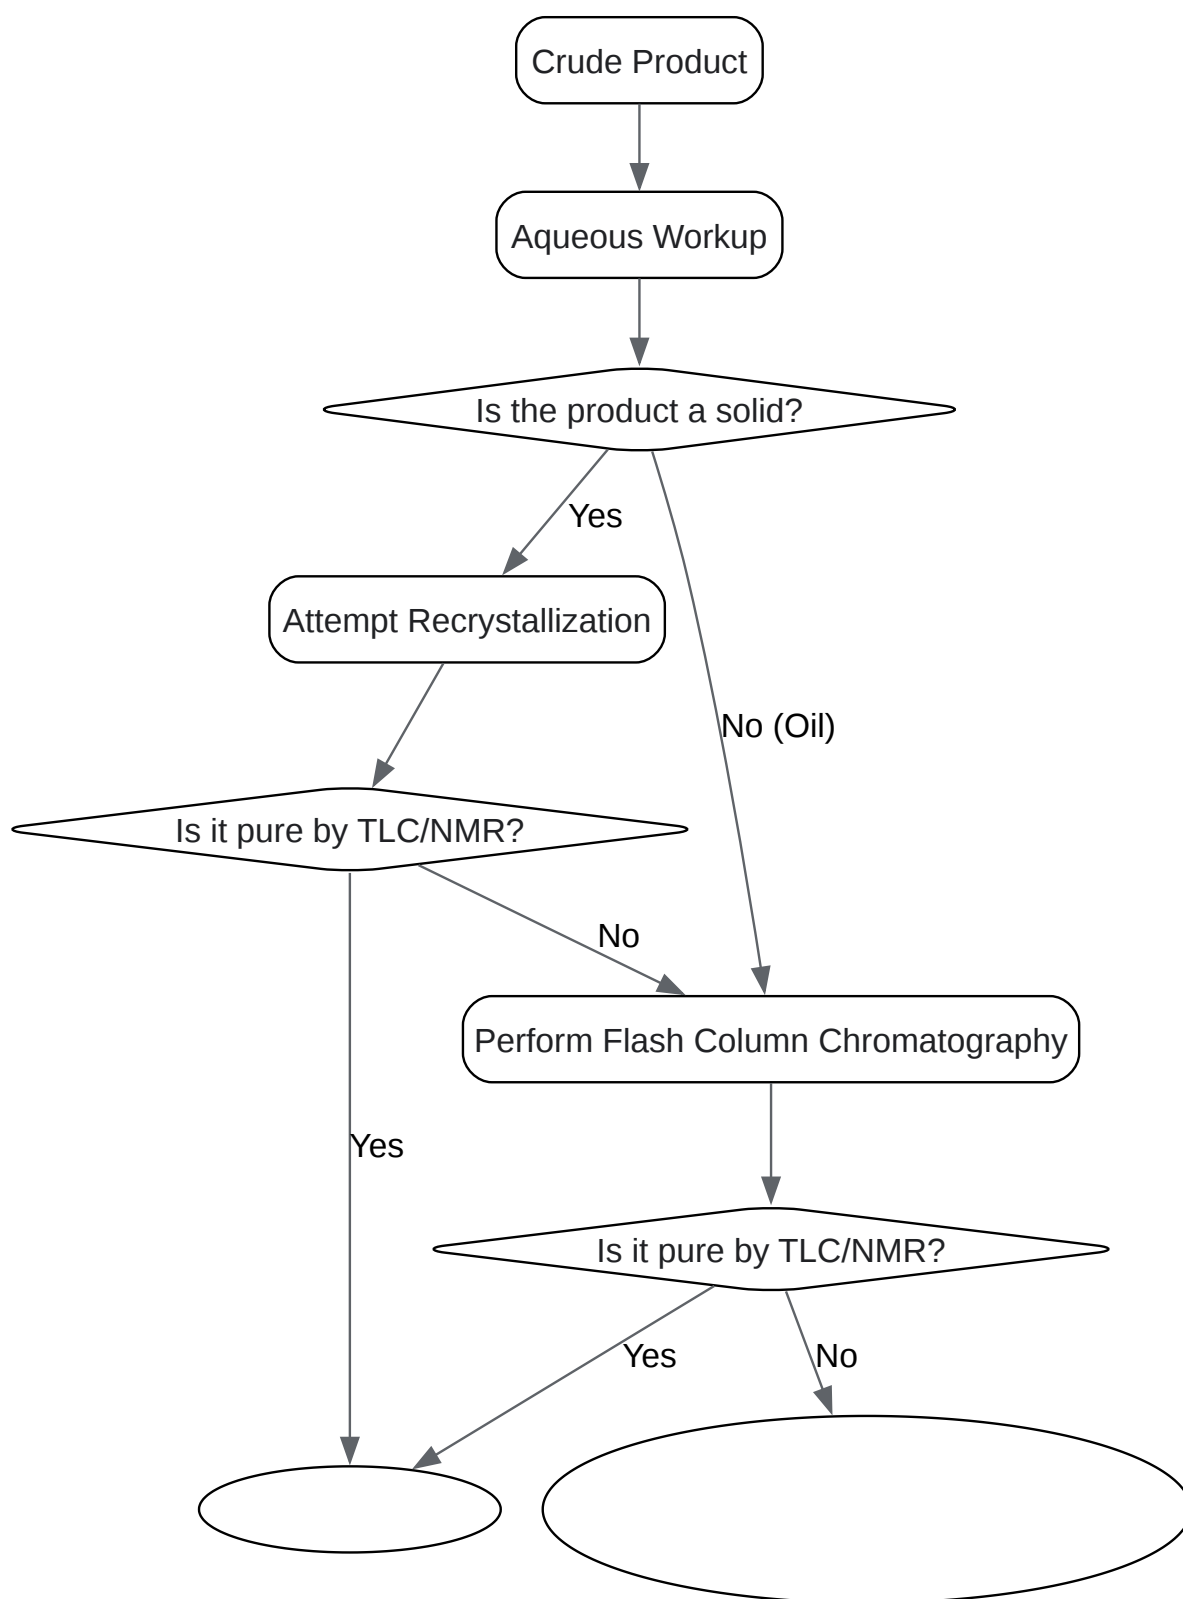 Crude Product
Aqueous Workup
Is the product a solid?
Yes
Attempt Recrystallization
No (Oil)
Is it pure by TLC/NMR?
No
Perform Flash Column Chromatography
Yes
Is it pure by TLC/NMR?
Yes
No